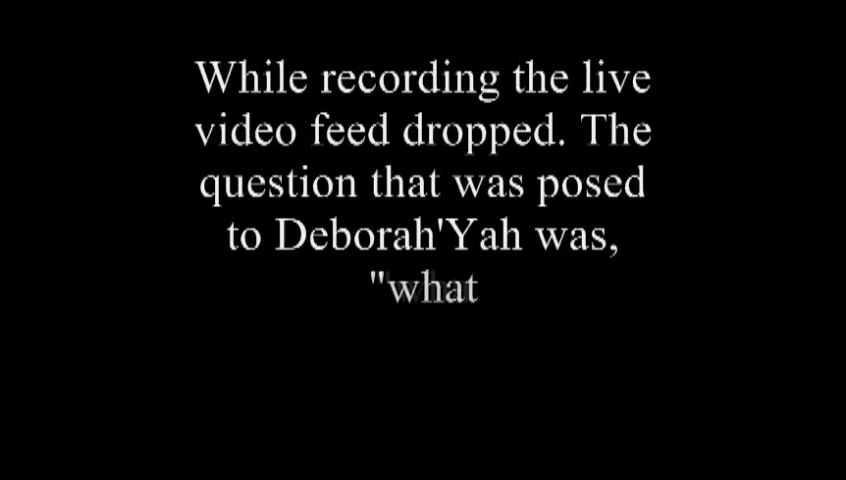 While recording the live
video feed dropped. The
question that was posed
to Deborah'Yah was,
"what